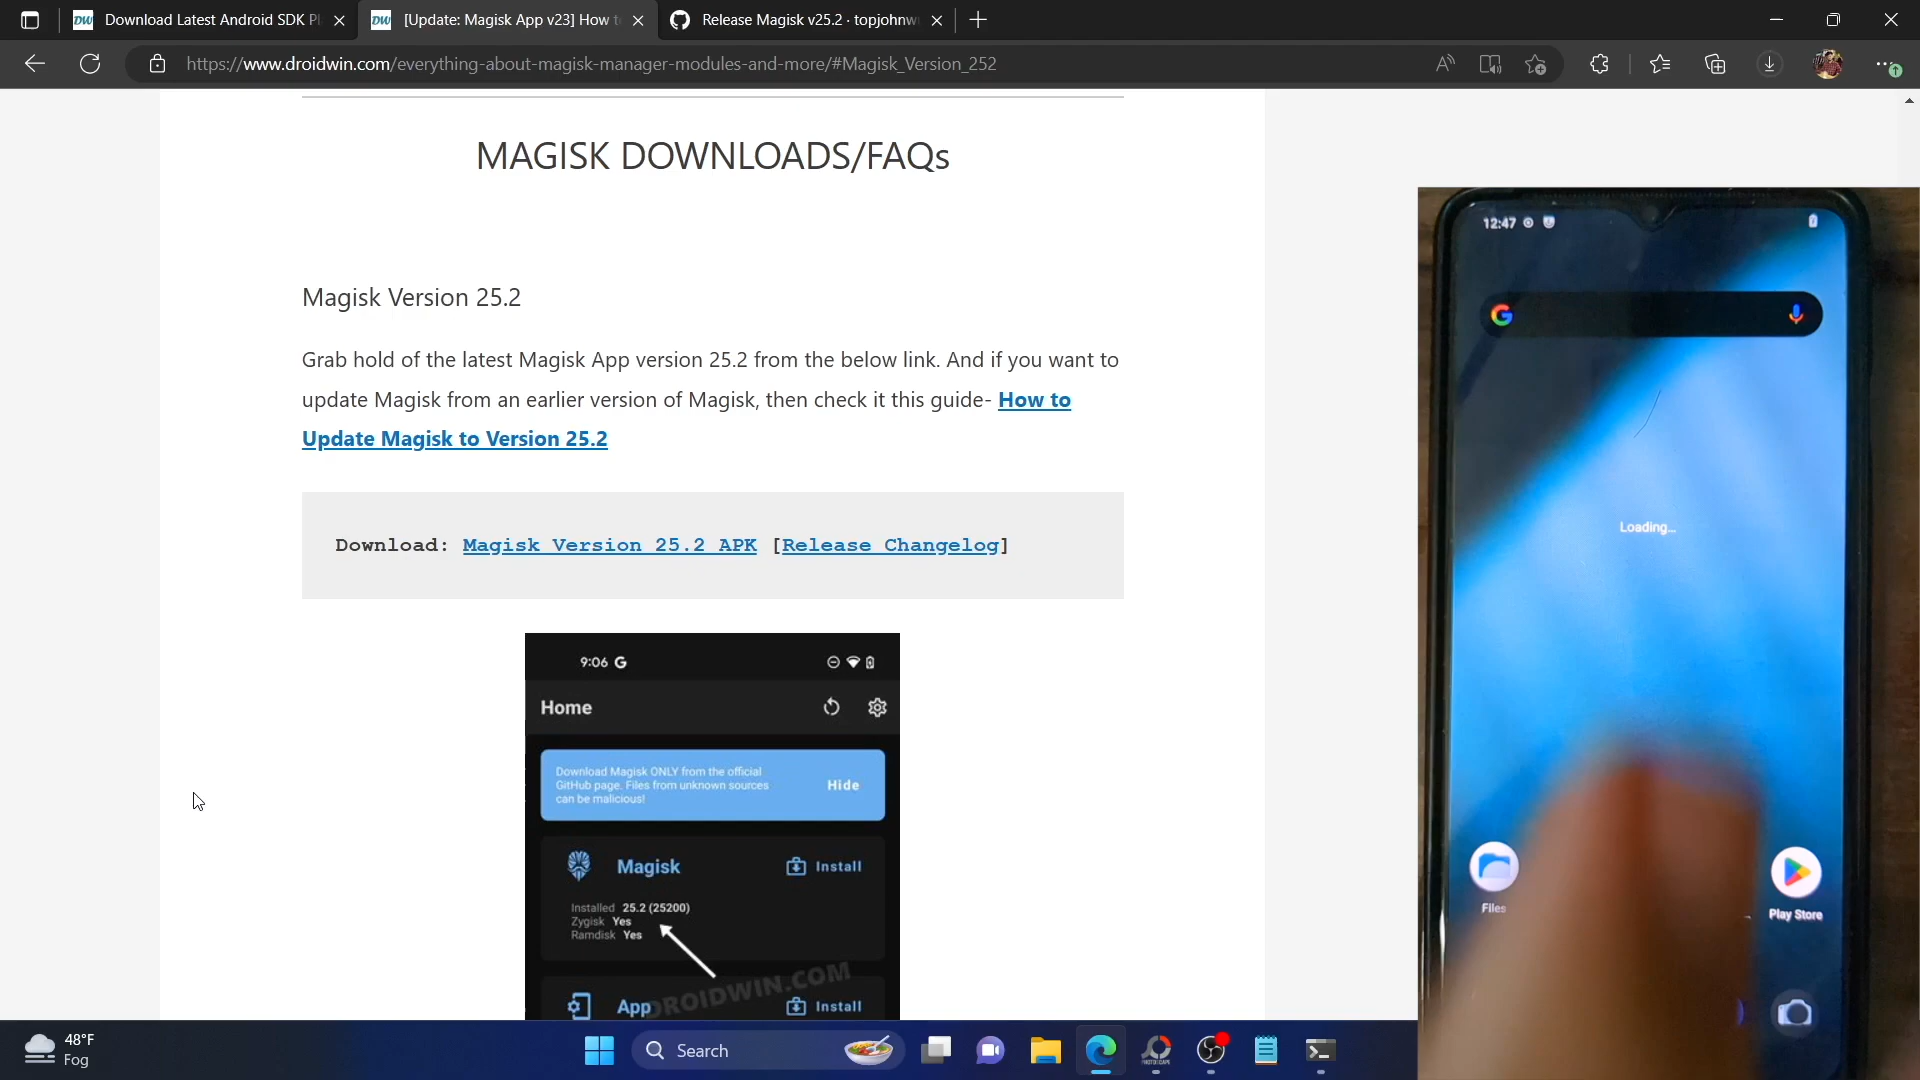 Download Latest Android SDK Pl
[Update: Magisk App v23] How to
Release Magisk v25.2 · topjohnw
https://www.droidwin.com/everything-about-magisk-manager-modules-and-more/#Magisk_Version_252
MAGISK DOWNLOADS/FAQs
Magisk Version 25.2
Grab hold of the latest Magisk App version 25.2 from the below link. And if you want to
update Magisk from an earlier version of Magisk, then check it this guide- How to
Update Magisk to Version 25.2
Download: Magisk Version 25.2 APK [Release Changelog]
9:06
Home
Download Magisk ONLY from the official
GitHub page. Files from unknown sources
can be malicious!
Hide
Magisk
Install
Installed 25.2 (25200)
Zygisk Yes
Ramdisk Yes
DROIDWIN.COM
App
Install
12:47
Loading...
Files
Play Store
48°F
Fog
Search